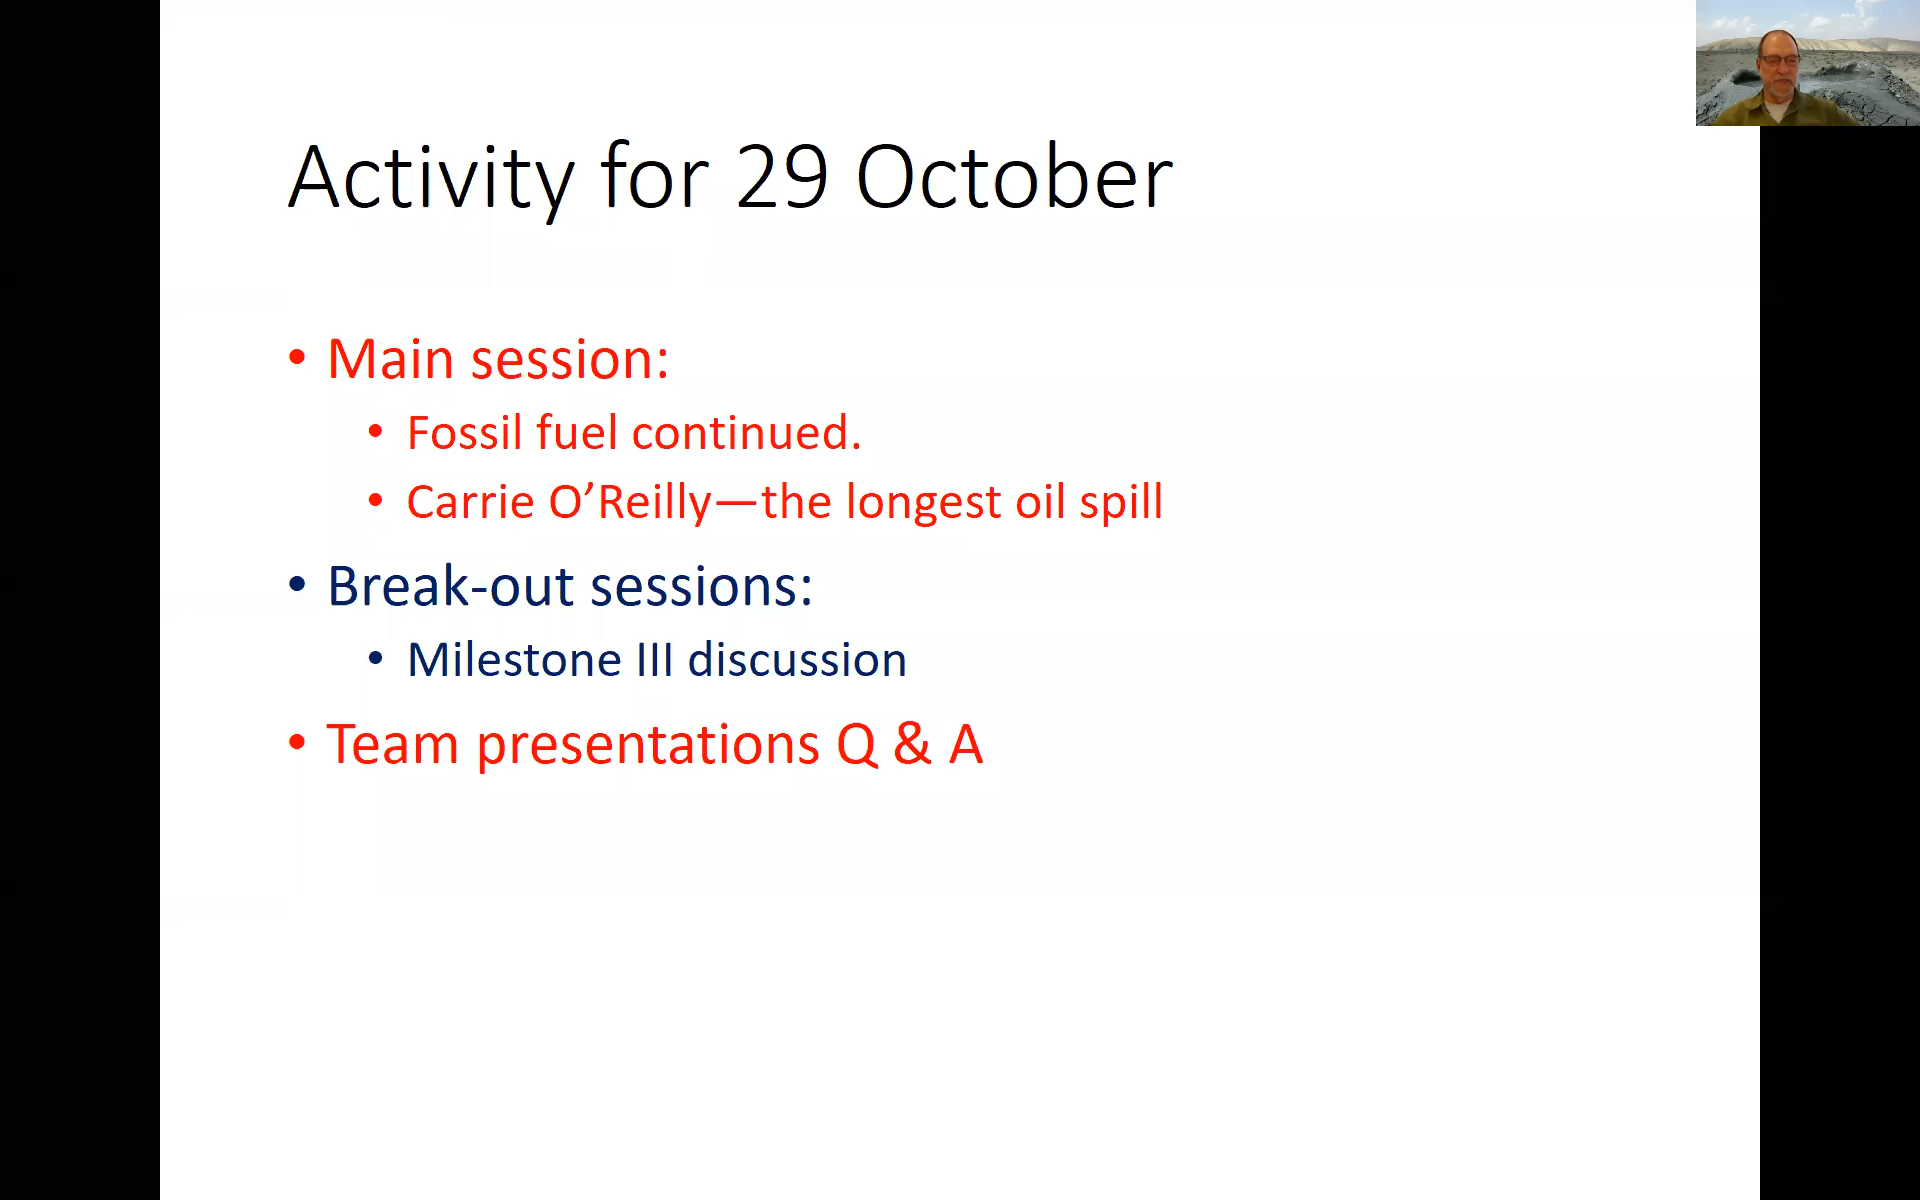 Activity for 29 October
• Main session:
• Fossil fuel continued.
• Carrie O’Reilly—the longest oil spill
• Break-out sessions:
• Milestone III discussion
• Team presentations Q & A